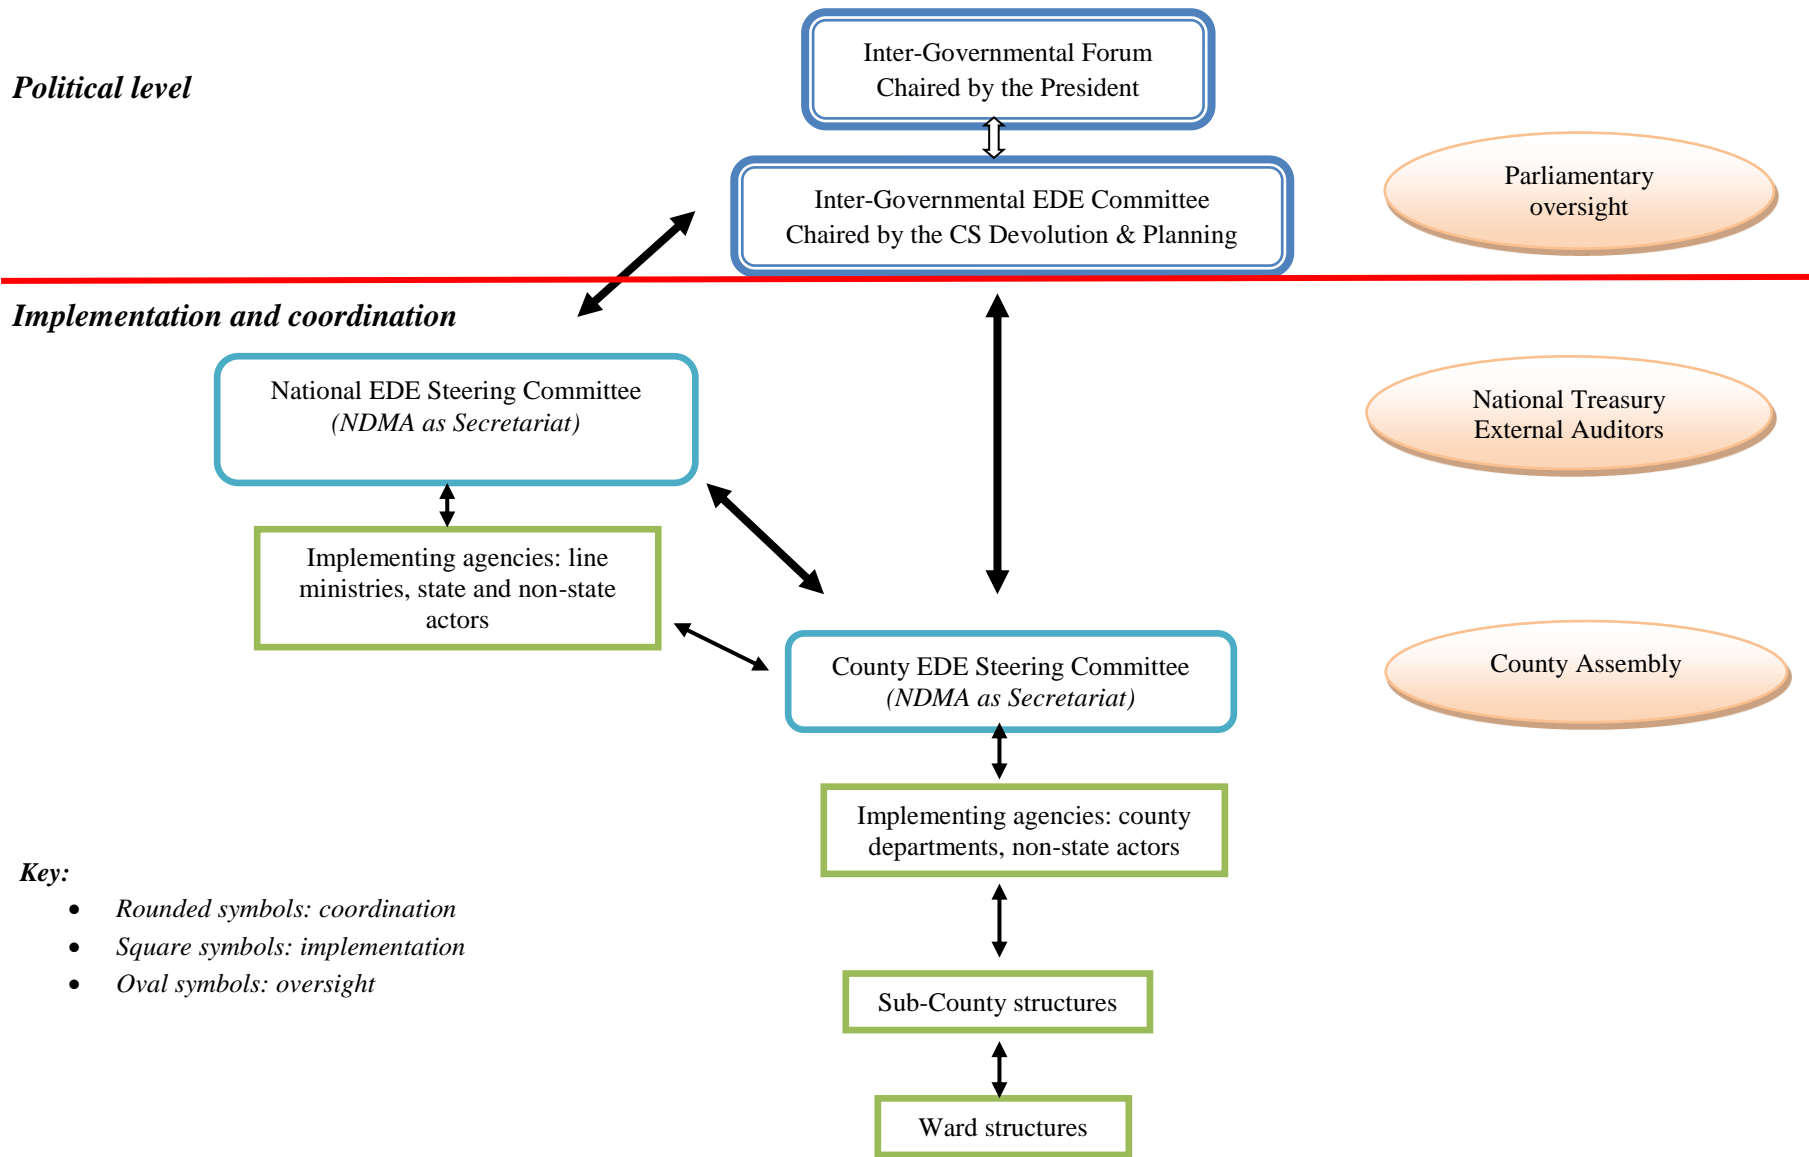 Political level
Inter-Governmental Forum
Chaired by the President
Inter-Governmental EDE Committee
Chaired by the CS Devolution & Planning
Parliamentary
oversight
Implementation and coordination
National EDE Steering Committee
(NDMA as Secretariat)
National Treasury
External Auditors
Implementing agencies: line
ministries, state and non-state
actors
County EDE Steering Committee
(NDMA as Secretariat)
County Assembly
Implementing agencies: county
departments, non-state actors
Key:
• Rounded symbols: coordination
• Square symbols: implementation
• Oval symbols: oversight
Sub-County structures
Ward structures